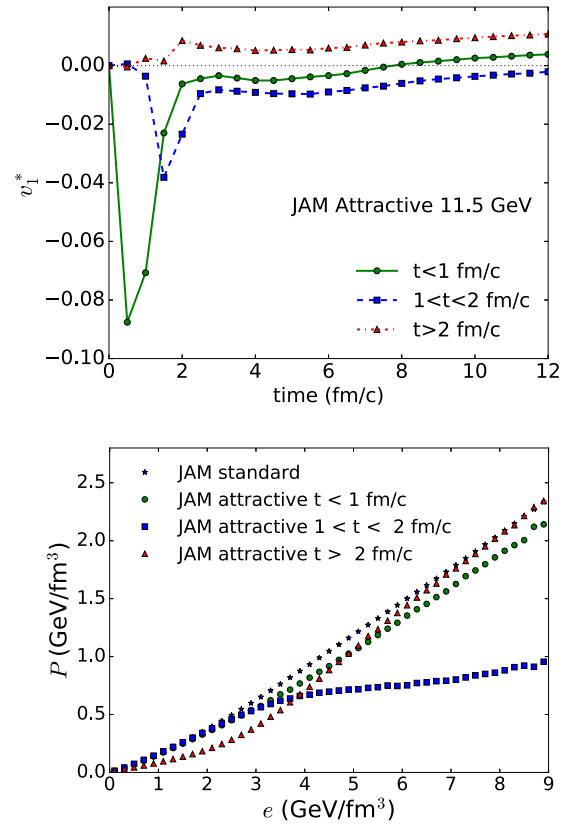 0.00
−0.02
−0.04
−0.06
−0.08
−0.10
v₁*
JAM Attractive 11.5 GeV
t<1 fm/c
1<t<2 fm/c
t>2 fm/c
0 2 4 6 8 10 12
time (fm/c)
2.5
2.0
1.5
1.0
0.5
0.0
P (GeV/fm³)
JAM standard
JAM attractive t < 1 fm/c
JAM attractive 1 < t < 2 fm/c
JAM attractive t > 2 fm/c
0 1 2 3 4 5 6 7 8 9
e (GeV/fm³)